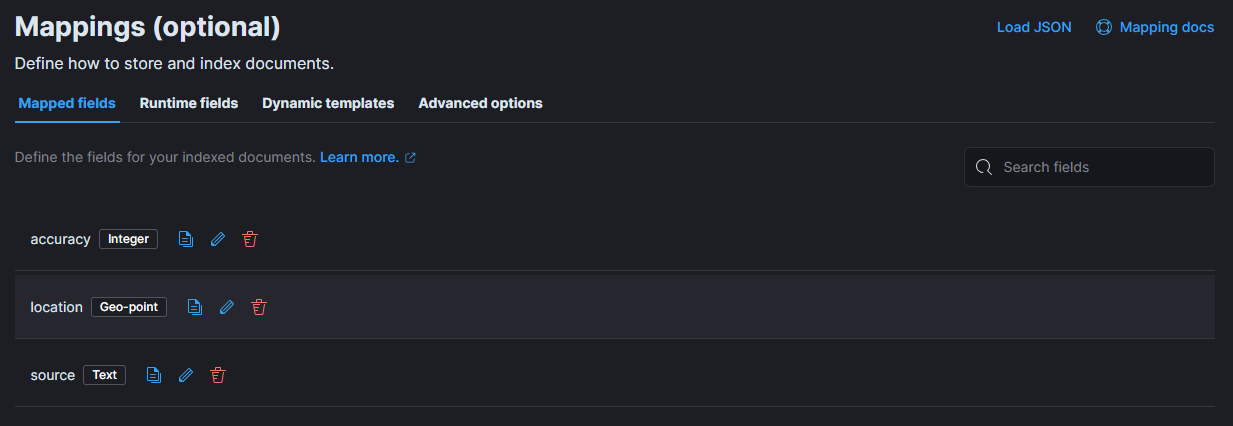 Mappings (optional)
Load JSON
Mapping docs
Define how to store and index documents.
Mapped fields Runtime fields Dynamic templates Advanced options
Define the fields for your indexed documents. Learn more.
Search fields
accuracy Integer
location Geo-point
source Text